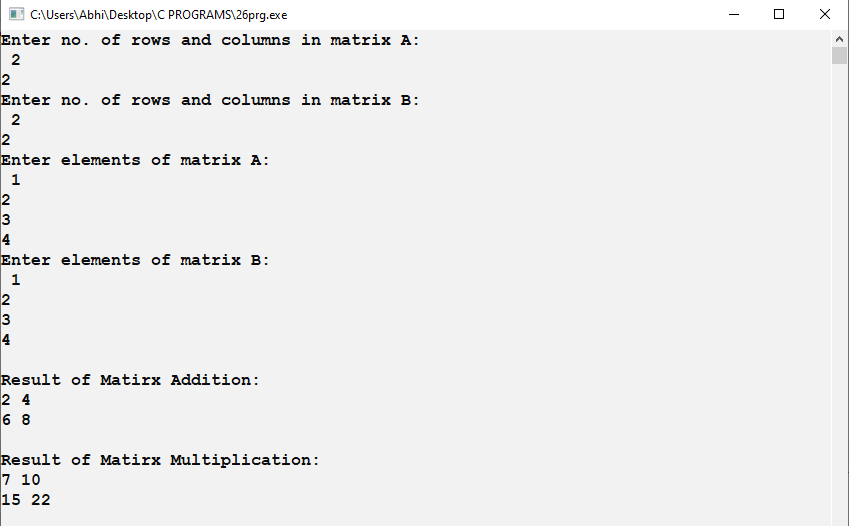 C:\Users\Abhi\Desktop\C PROGRAMS\26prg.exe
Enter no. of rows and columns in matrix A:
 2
2
Enter no. of rows and columns in matrix B:
 2
2
Enter elements of matrix A:
 1
2
3
4
Enter elements of matrix B:
 1
2
3
4

Result of Matirx Addition:
2 4
6 8

Result of Matirx Multiplication:
7 10
15 22